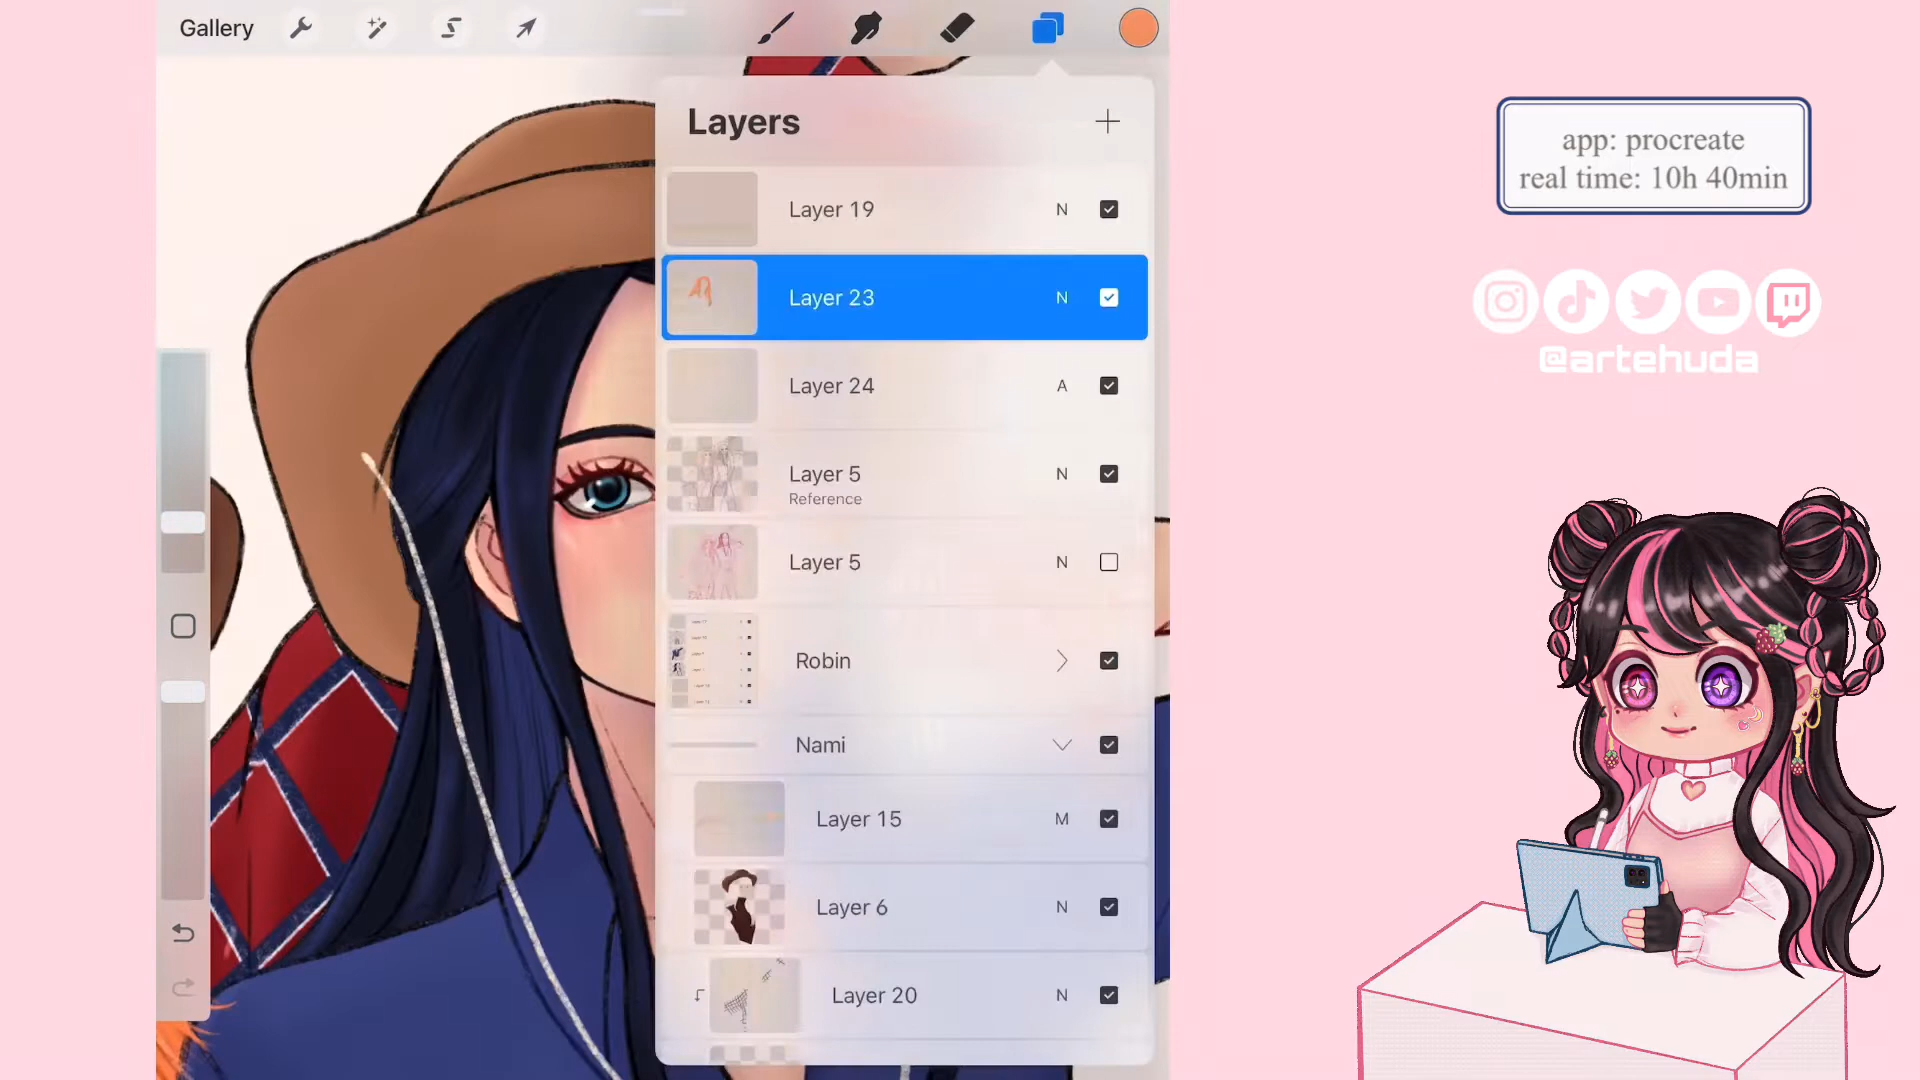 Gallery
Layers
Layer 19 N
Layer 23 N
Layer 24 A
Layer 5 N
Reference
Layer 5 N
Robin
Nami
Layer 15 M
Layer 6 N
Layer 20 N
app: procreate
real time: 10h 40min
@artehuda